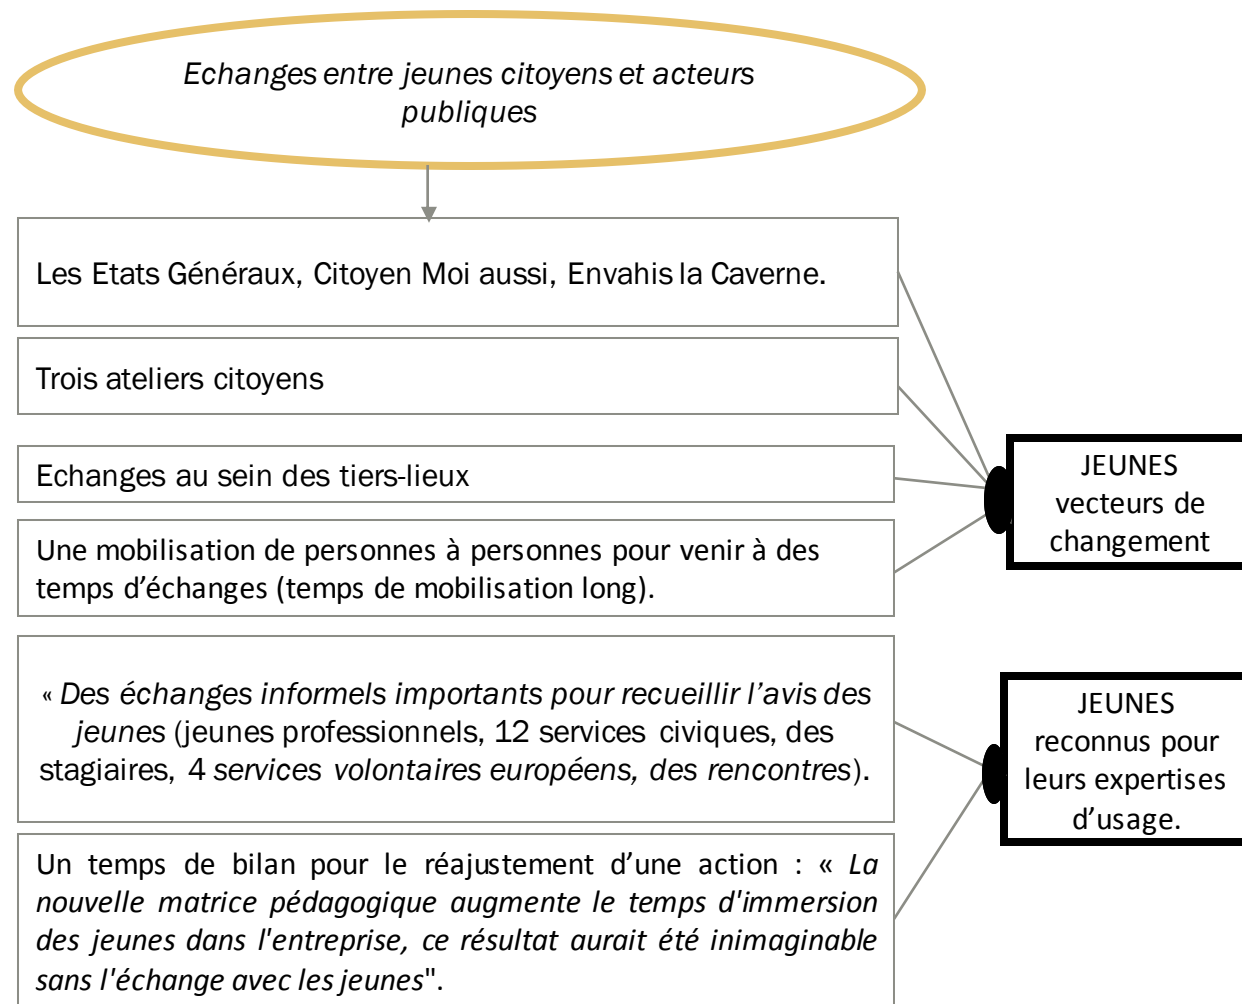 Echanges entre jeunes citoyens et acteurs
publiques
Les Etats Généraux, Citoyen Moi aussi, Envahis la Caverne.
Trois ateliers citoyens
Echanges au sein des tiers-lieux
Une mobilisation de personnes à personnes pour venir à des
temps d’échanges (temps de mobilisation long).
JEUNES
vecteurs de
changement
« Des échanges informels importants pour recueillir l’avis des
jeunes (jeunes professionnels, 12 services civiques, des
stagiaires, 4 services volontaires européens, des rencontres).
Un temps de bilan pour le réajustement d’une action : « La
nouvelle matrice pédagogique augmente le temps d'immersion
des jeunes dans l'entreprise, ce résultat aurait été inimaginable
sans l'échange avec les jeunes".
JEUNES
reconnus pour
leurs expertises
d’usage.